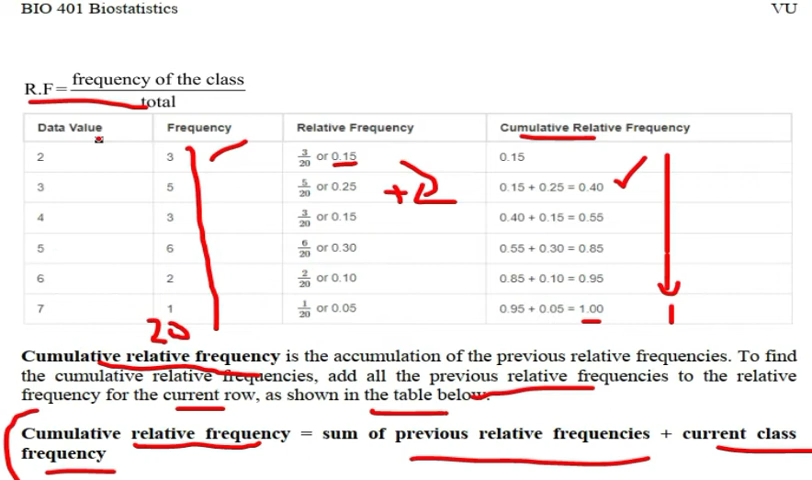 BIO 401 Biostatistics VU
R.F= frequency of the class
total
Data Value Frequency Relative Frequency Cumulative Relative Frequency
2 3 3/20 or 0.15 0.15
3 5 5/20 or 0.25 0.15 + 0.25 = 0.40
4 3 3/20 or 0.15 0.40 + 0.15 = 0.55
5 6 6/20 or 0.30 0.55 + 0.30 = 0.85
6 2 2/20 or 0.10 0.85 + 0.10 = 0.95
7 1 1/20 or 0.05 0.95 + 0.05 = 1.00
20 1
Cumulative relative frequency is the accumulation of the previous relative frequencies. To find
the cumulative relative frequencies, add all the previous relative frequencies to the relative
frequency for the current row, as shown in the table below.
Cumulative relative frequency = sum of previous relative frequencies + current class
frequency